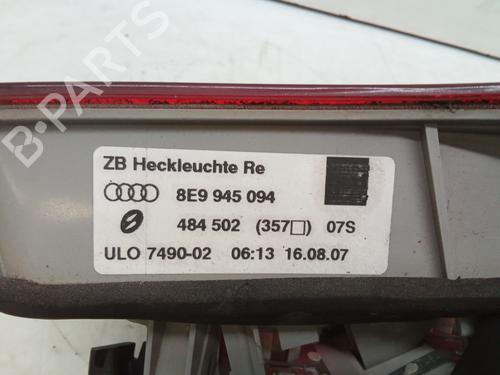 B-PARTS
ZB Heckleuchte Re
8E9 945 094
484 502 (357□) 07S
ULO 7490-02 06:13 16.08.07